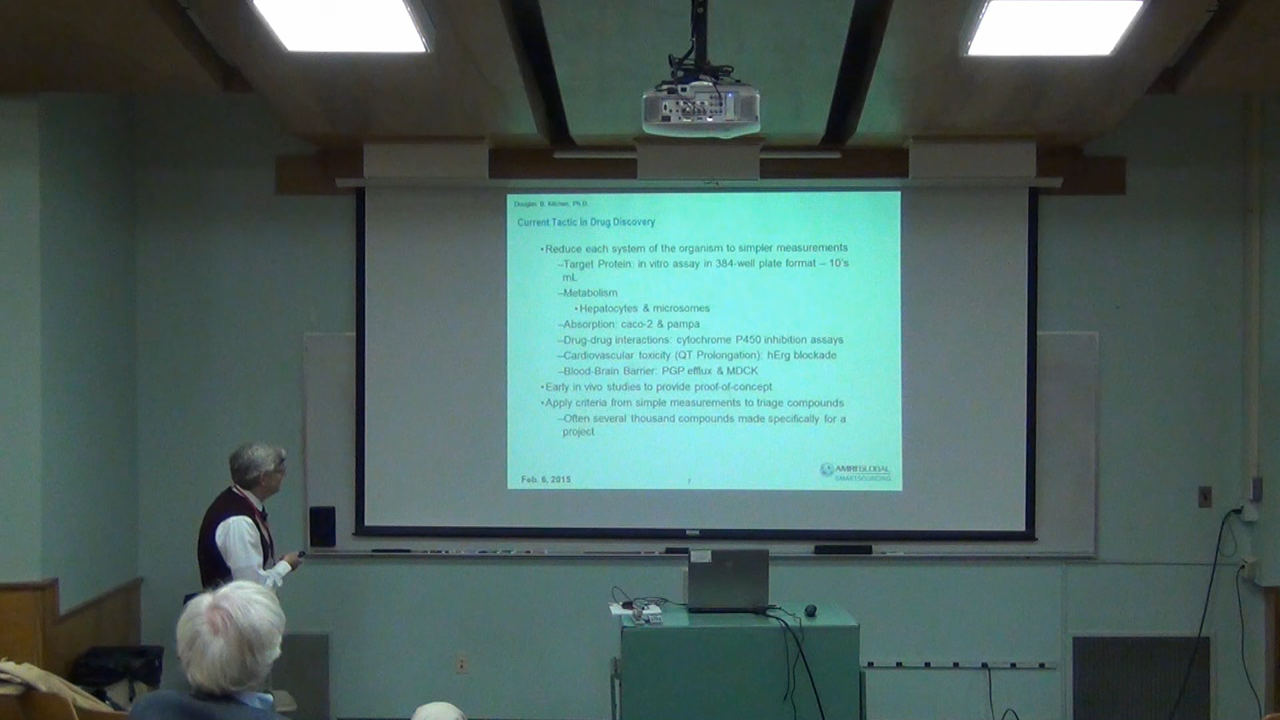 Douglas B. Kitchen, Ph.D.
Current Tactic in Drug Discovery
•Reduce each system of the organism to simpler measurements
–Target Protein: in vitro assay in 384-well plate format – 10's
mL
–Metabolism
•Hepatocytes & microsomes
–Absorption: caco-2 & pampa
–Drug-drug interactions: cytochrome P450 inhibition assays
–Cardiovascular toxicity (QT Prolongation): hErg blockade
–Blood-Brain Barrier: PGP efflux & MDCK
•Early in vivo studies to provide proof-of-concept
•Apply criteria from simple measurements to triage compounds
–Often several thousand compounds made specifically for a
project
AMRI GLOBAL
SMARTSOURCING
Feb. 6, 2015
7